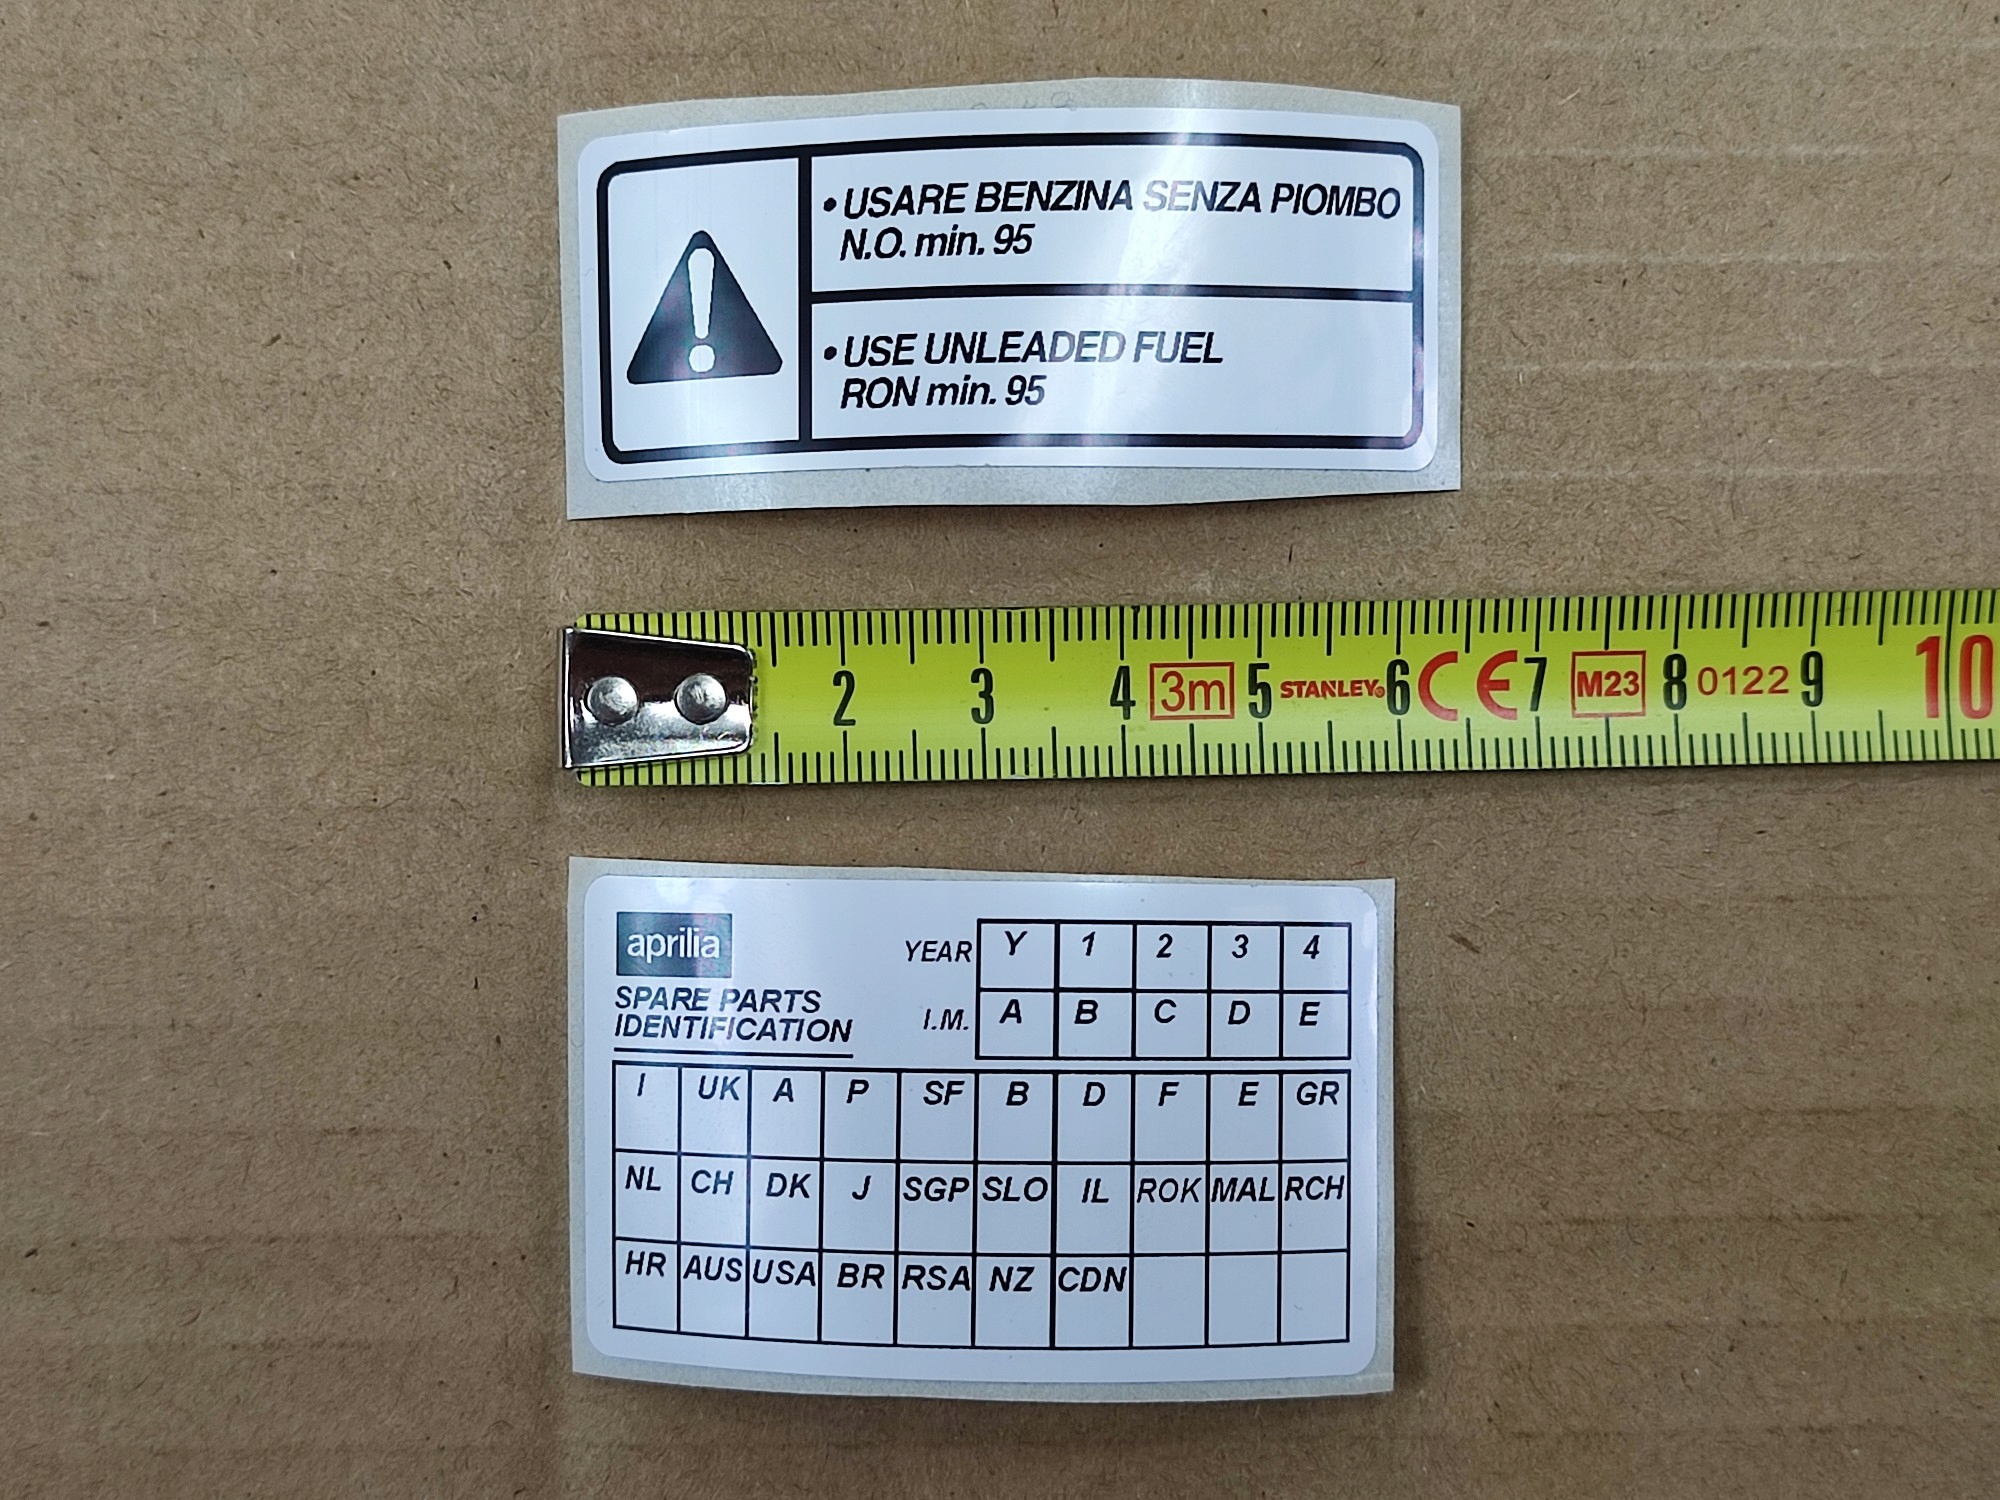 • USARE BENZINA SENZA PIOMBO
N.O. min. 95
• USE UNLEADED FUEL
RON min. 95
2 3 4 3m 5 STANLEY® 6 CE 7 M23 8 0122 9 10
aprilia
SPARE PARTS
IDENTIFICATION
YEAR Y 1 2 3 4
I.M. A B C D E
I UK A P SF B D F E GR
NL CH DK J SGP SLO IL ROK MAL RCH
HR AUS USA BR RSA NZ CDN